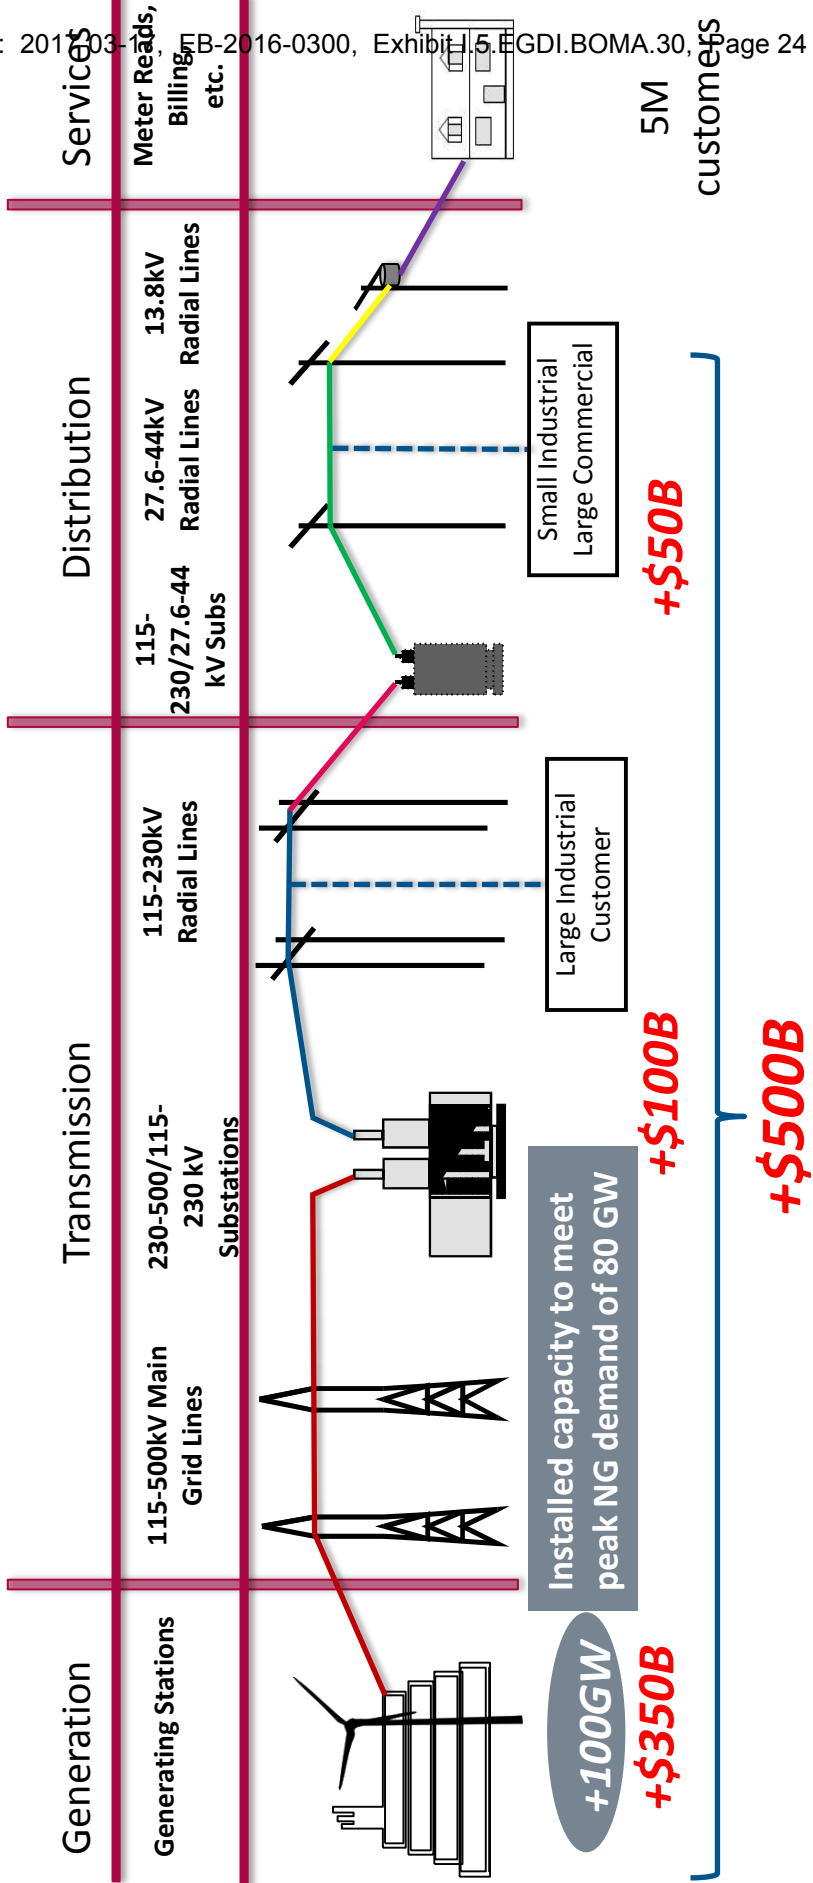 : 2017-03-17, EB-2016-0300, Exhibit I.5.EGDI.BOMA.30, Page 24
Generation
Transmission
Distribution
Services
Generating Stations
115-500kV Main
Grid Lines
230-500/115-
230 kV
Substations
115-230kV
Radial Lines
115-
230/27.6-44
kV Subs
27.6-44kV
Radial Lines
13.8kV
Radial Lines
Meter Reads,
Billing,
etc.
Large Industrial
Customer
Small Industrial
Large Commercial
+100GW
Installed capacity to meet
peak NG demand of 80 GW
5M
customers
+$350B
+$100B
+$50B
+$500B